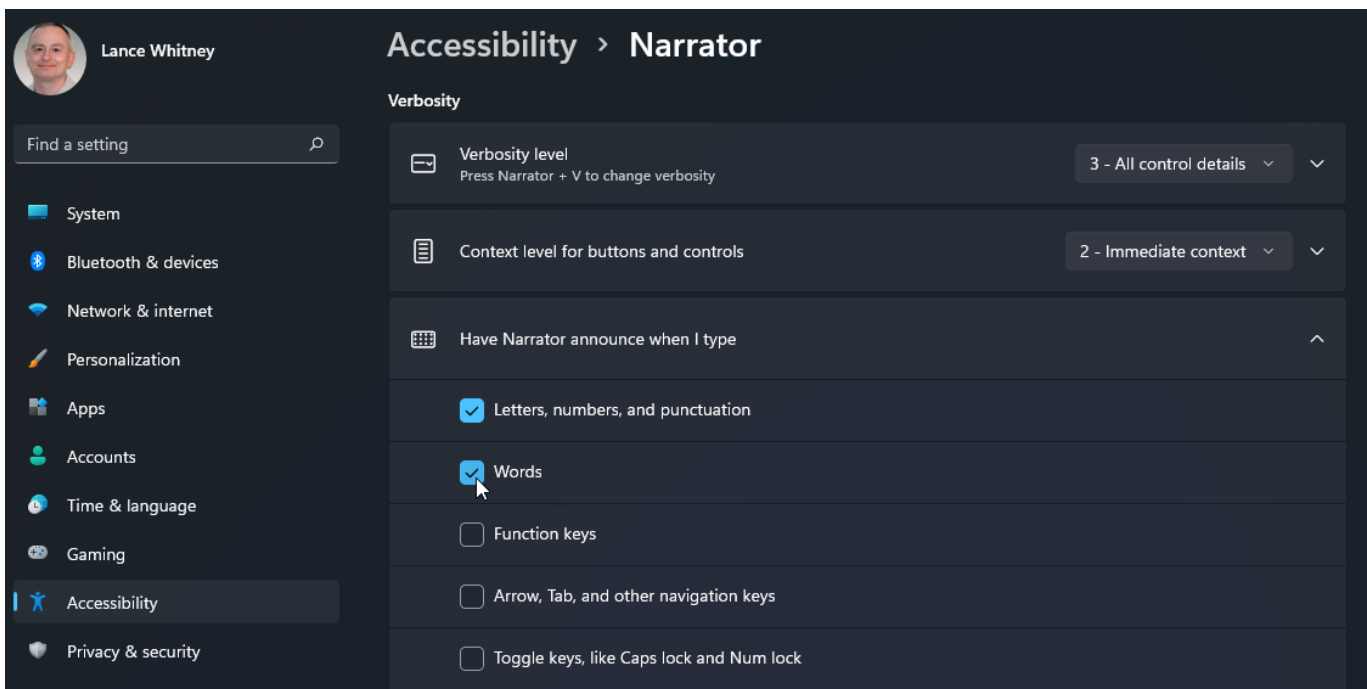 Lance Whitney
Find a setting
System
Bluetooth & devices
Network & internet
Personalization
Apps
Accounts
Time & language
Gaming
Accessibility
Privacy & security
Accessibility > Narrator
Verbosity
Verbosity level
Press Narrator + V to change verbosity
3 - All control details
Context level for buttons and controls
2 - Immediate context
Have Narrator announce when I type
Letters, numbers, and punctuation
Words
Function keys
Arrow, Tab, and other navigation keys
Toggle keys, like Caps lock and Num lock